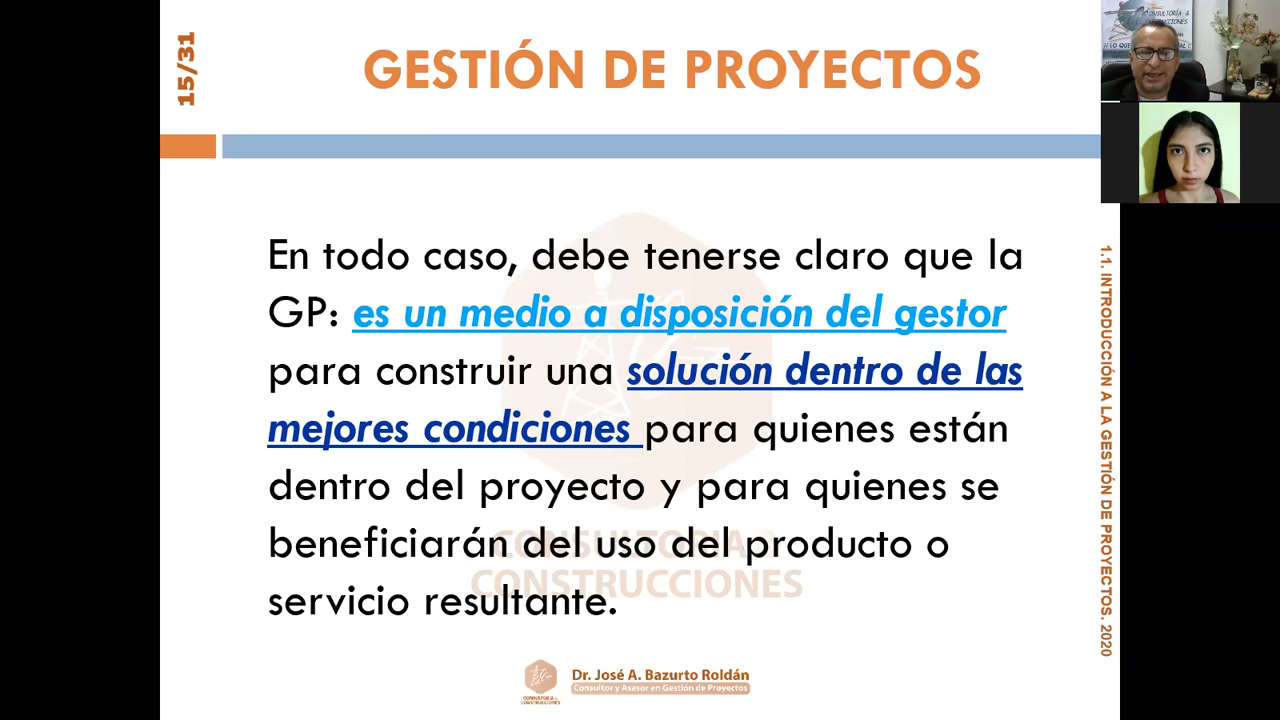 15/31
GESTIÓN DE PROYECTOS
En todo caso, debe tenerse claro que la
GP: es un medio a disposición del gestor
para construir una solución dentro de las
mejores condiciones para quienes están
dentro del proyecto y para quienes se
beneficiarán del uso del producto o
servicio resultante.
CONSULTORIA &
CONSTRUCCIONES
1.1. INTRODUCCIÓN A LA GESTIÓN DE PROYECTOS. 2020
CONSULTORIA &
CONSTRUCCIONES
Dr. José A. Bazurto Roldán
Consultor y Asesor en Gestión de Proyectos